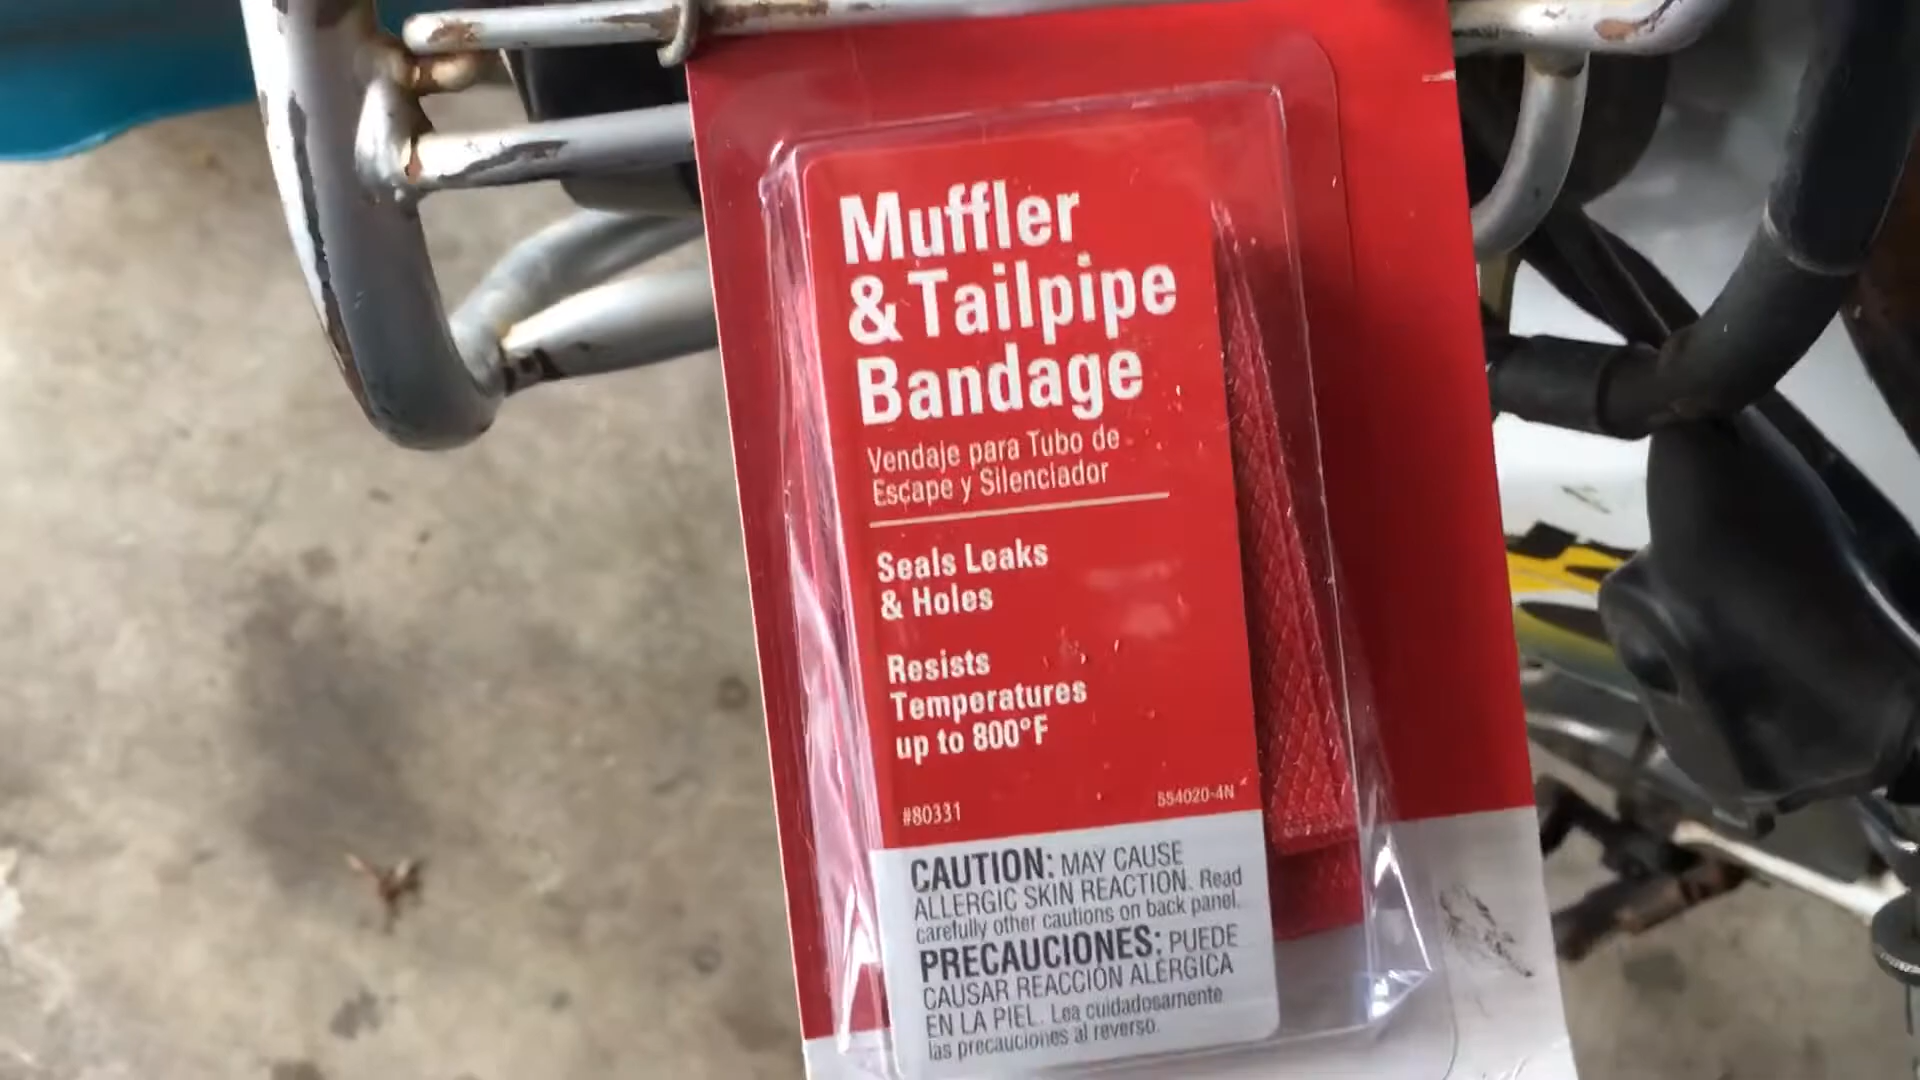 Muffler
& Tailpipe
Bandage
Vendaje para Tubo de
Escape y Silenciador
Seals Leaks
& Holes
Resists
Temperatures
up to 800°F
#80331
554020-4N
CAUTION: MAY CAUSE
ALLERGIC SKIN REACTION. Read
carefully other cautions on back panel.
PRECAUCIONES: PUEDE
CAUSAR REACCIÓN ALÉRGICA
EN LA PIEL. Lea cuidadosamente
las precauciones al reverso.